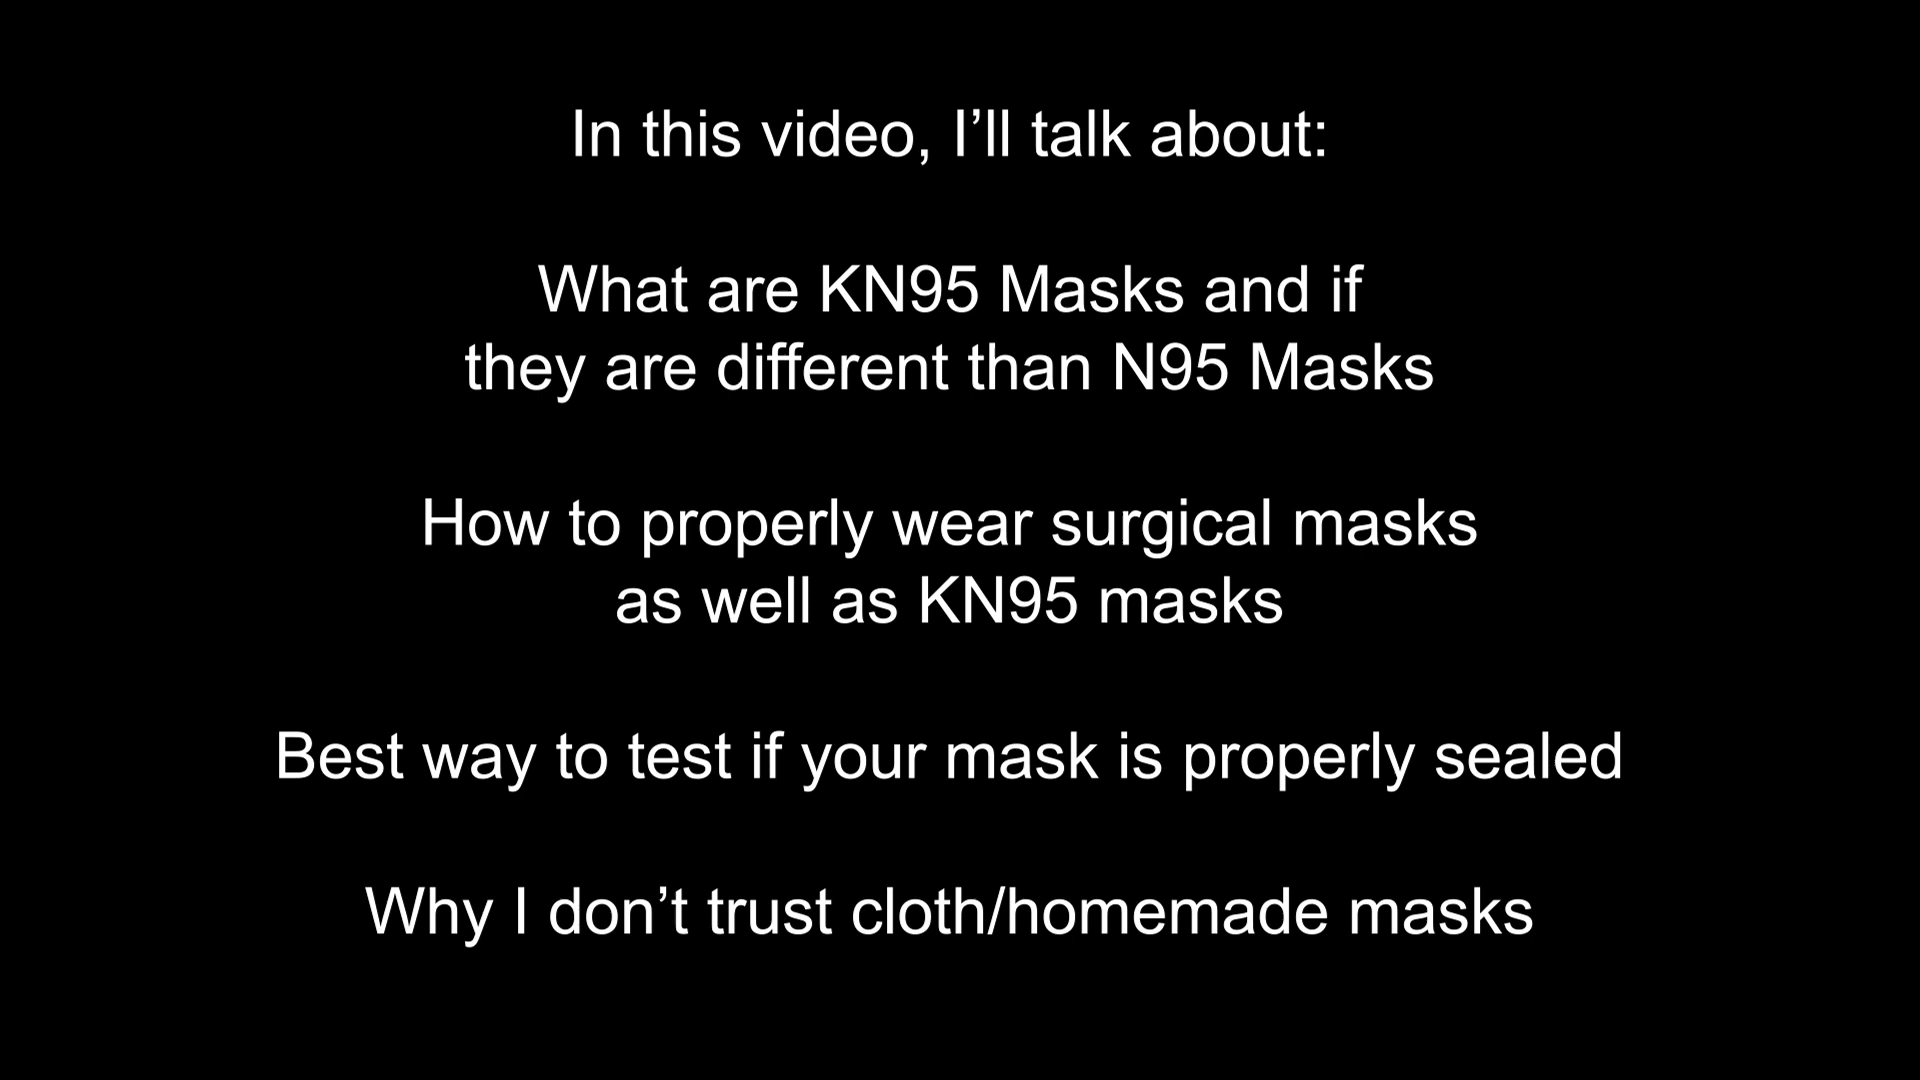 In this video, I’ll talk about:
What are KN95 Masks and if
they are different than N95 Masks
How to properly wear surgical masks
as well as KN95 masks
Best way to test if your mask is properly sealed
Why I don’t trust cloth/homemade masks